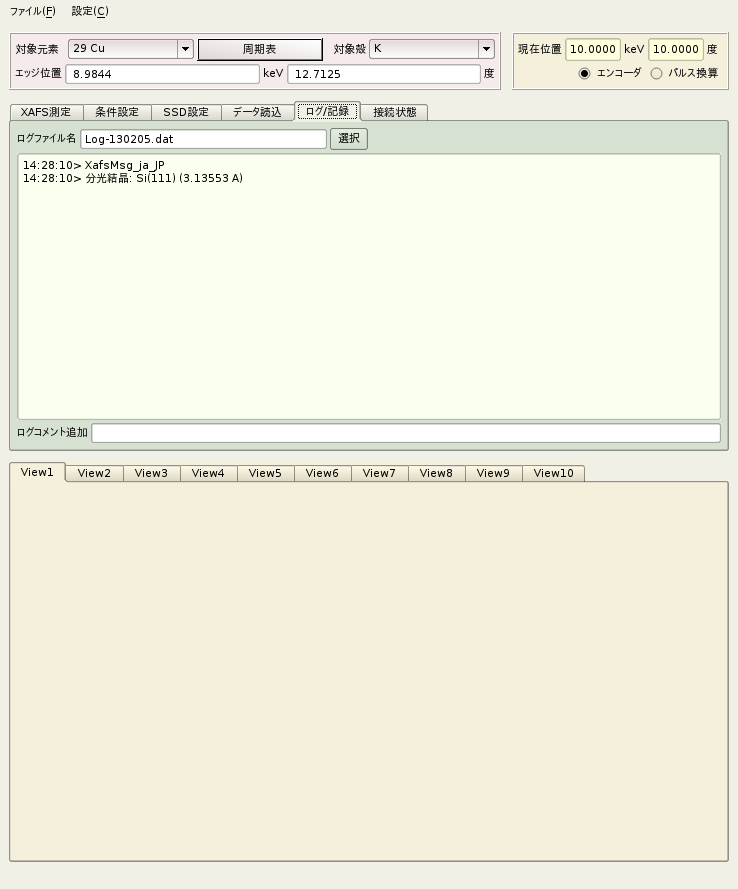 ファイル(F) 設定(C)
対象元素 29 Cu 周期表 対象殻 K
エッジ位置 8.9844 keV 12.7125 度
現在位置 10.0000 keV 10.0000 度
エンコーダ パルス換算
XAFS測定 条件設定 SSD設定 データ読込 ログ/記録 接続状態
ログファイル名 Log-130205.dat 選択
14:28:10> XafsMsg_ja_JP
14:28:10> 分光結晶: Si(111) (3.13553 A)
ログコメント追加
View1 View2 View3 View4 View5 View6 View7 View8 View9 View10